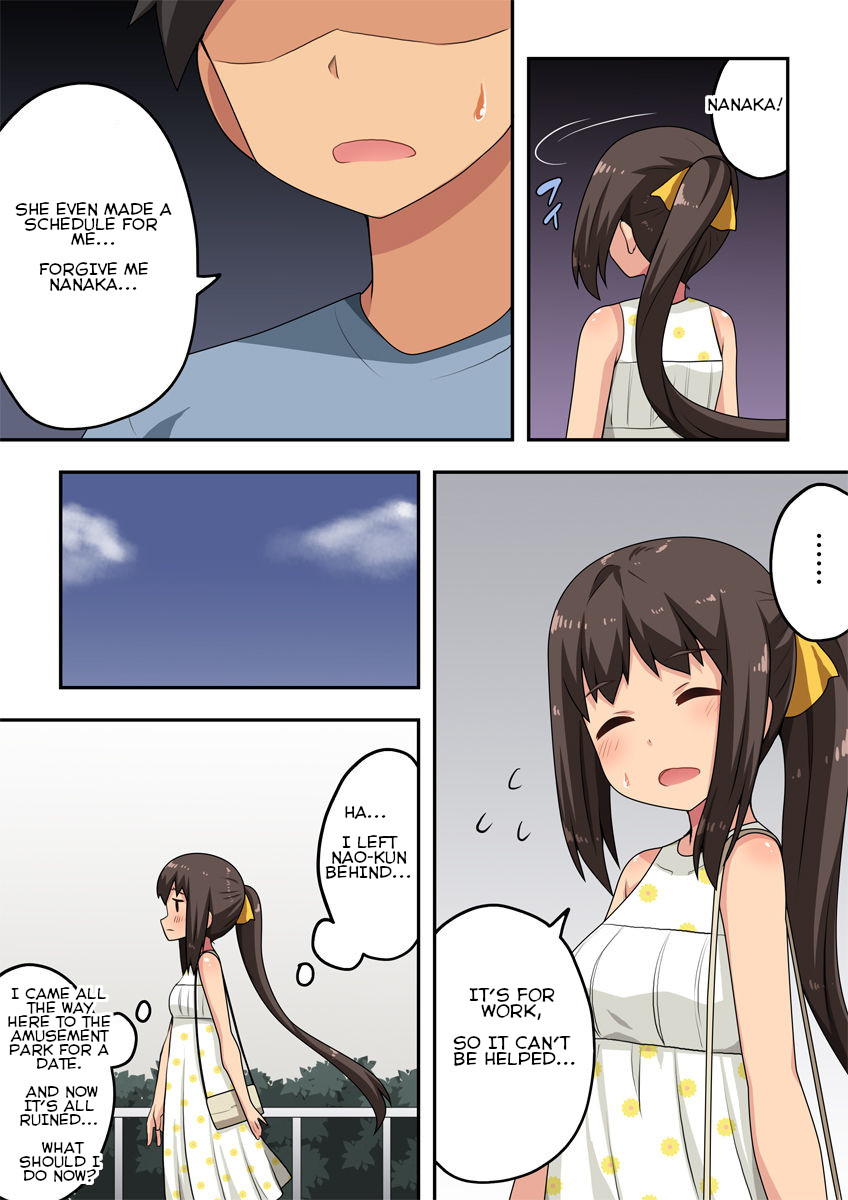 NANAKA!
SHE EVEN MADE A
SCHEDULE FOR
ME...
FORGIVE ME
NANAKA...
プイ
......
IT'S FOR
WORK,
SO IT CAN'T
BE HELPED...
HA...
I LEFT
NAO-KUN
BEHIND...
I CAME ALL
THE WAY.
HERE TO THE
AMUSEMENT
PARK FOR A
DATE.
AND NOW
IT'S ALL
RUINED...
WHAT
SHOULD I
DO NOW?